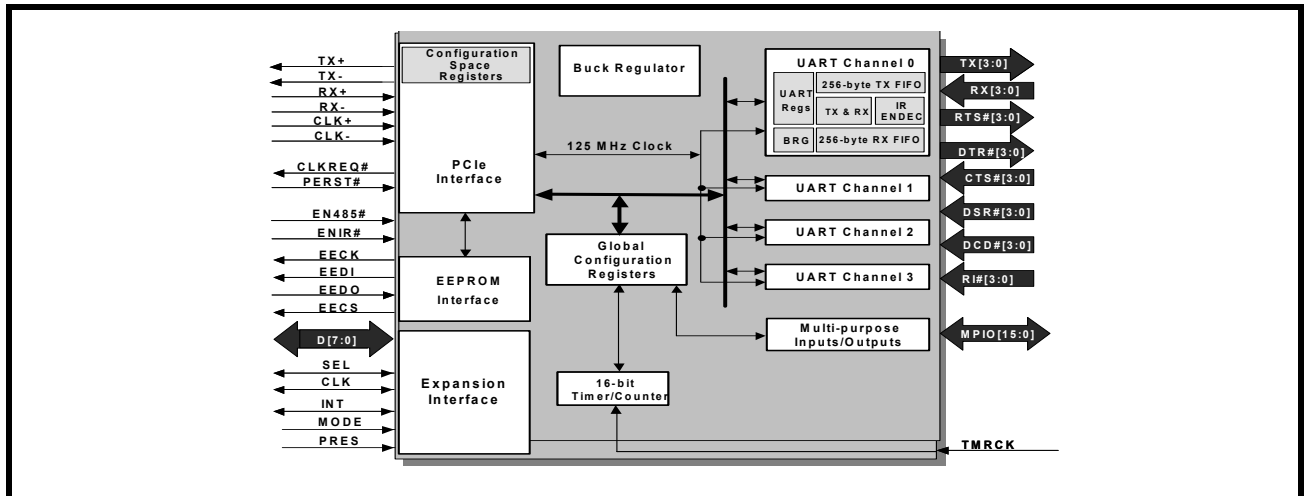 TX+
TX-
RX+
RX-
CLK+
CLK-
CLKREQ#
PERST#
EN485#
ENIR#
EECK
EEDI
EEDO
EECS
D[7:0]
SEL
CLK
INT
MODE
PRES
Configuration
Space
Registers
PCIe
Interface
EEPROM
Interface
Expansion
Interface
Buck Regulator
125 MHz Clock
Global
Configuration
Registers
16-bit
Timer/Counter
UART Channel 0
UART
Regs
256-byte TX FIFO
TX & RX
IR
ENDEC
BRG
256-byte RX FIFO
UART Channel 1
UART Channel 2
UART Channel 3
Multi-purpose
Inputs/Outputs
TX[3:0]
RX[3:0]
RTS#[3:0]
DTR#[3:0]
CTS#[3:0]
DSR#[3:0]
DCD#[3:0]
RI#[3:0]
MPIO[15:0]
TMRCK